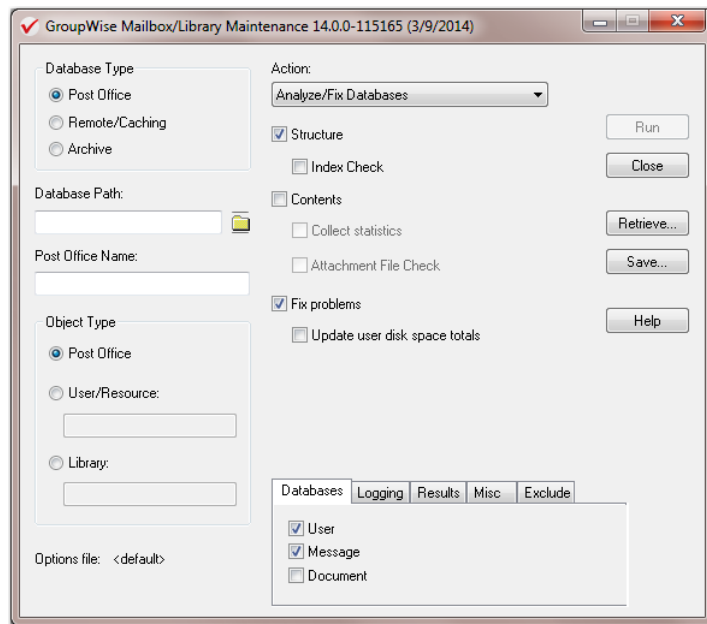 GroupWise Mailbox/Library Maintenance 14.0.0-115165 (3/9/2014)
Database Type
Post Office
Remote/Caching
Archive
Database Path:
Post Office Name:
Object Type
Post Office
User/Resource:
Library:
Options file: <default>
Action:
Analyze/Fix Databases
Structure
Index Check
Contents
Collect statistics
Attachment File Check
Fix problems
Update user disk space totals
Run
Close
Retrieve...
Save...
Help
Databases Logging Results Misc Exclude
User
Message
Document